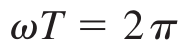 ωT = 2π